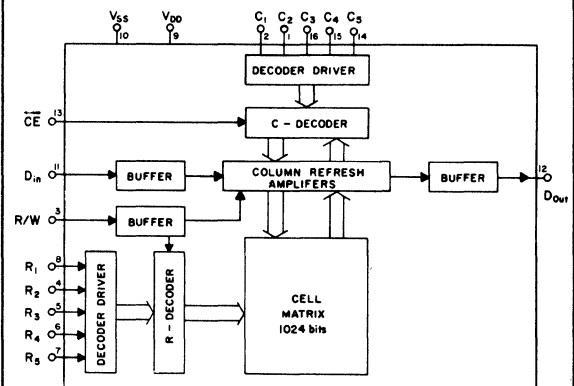 VSS VDD C1 C2 C3 C4 C5
10 9 2 1 16 15 14
DECODER DRIVER
CE 13
C - DECODER
Din 11
BUFFER
COLUMN REFRESH
AMPLIFERS
BUFFER
12
DOut
R/W 3
BUFFER
R1 8
R2 4
R3 5
R4 6
R5 7
DECODER DRIVER
R - DECODER
CELL
MATRIX
1024 bits